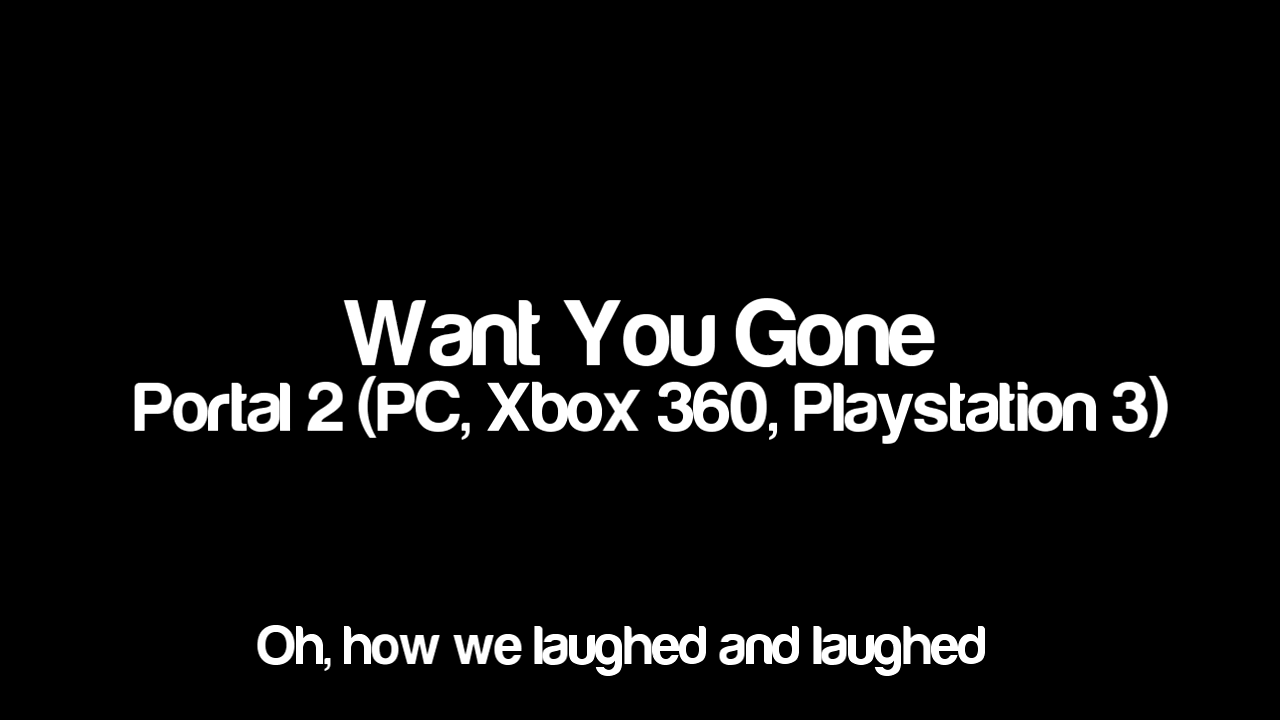 Want You Gone
Portal 2 (PC, Xbox 360, Playstation 3)
Oh, how we laughed and laughed